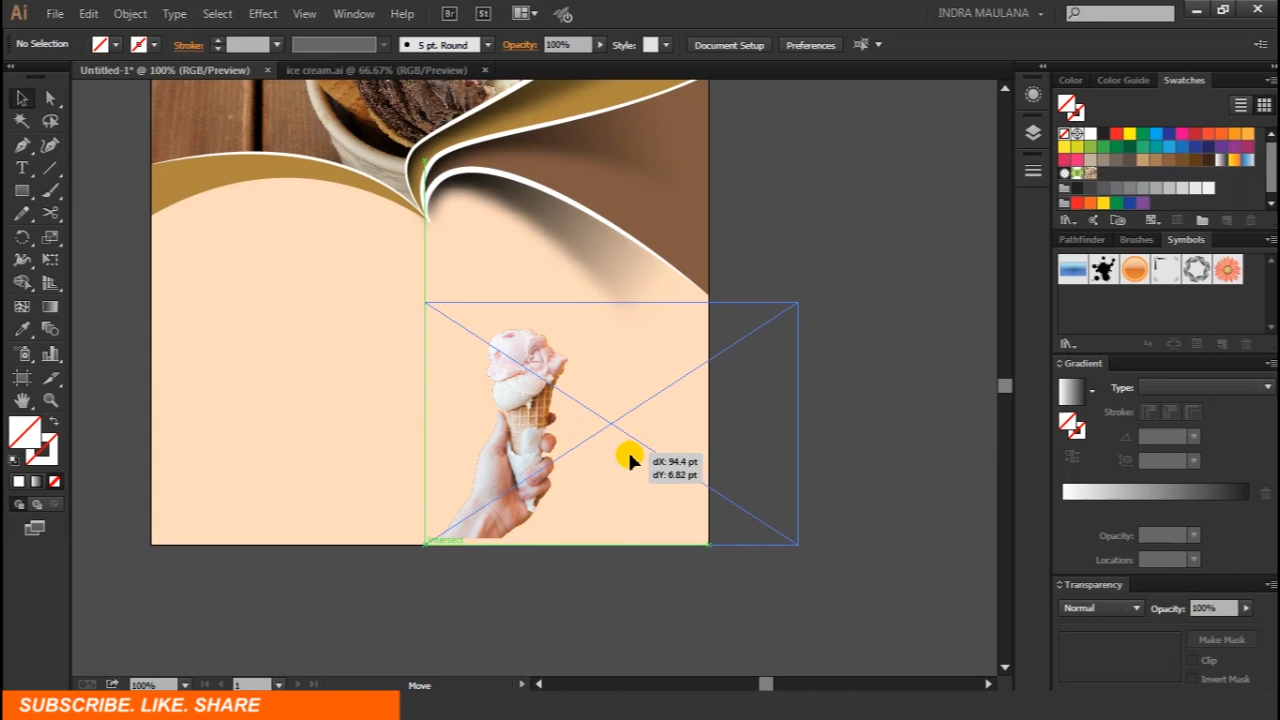 Ai File Edit Object Type Select Effect View Window Help Br St INDRA MAULANA
No Selection Stroke: 5 pt. Round Opacity: 100% Style: Document Setup Preferences
Untitled-1* @ 100% (RGB/Preview) × ice cream.ai @ 66.67% (RGB/Preview) ×
Color Color Guide Swatches
Pathfinder Brushes Symbols
Gradient
Type:
Stroke:
dX: 94.4 pt
dY: 6.82 pt
intersect
Opacity:
Location:
Transparency
Normal Opacity: 100%
Make Mask
Clip
Invert Mask
100% 1 Move
SUBSCRIBE. LIKE. SHARE